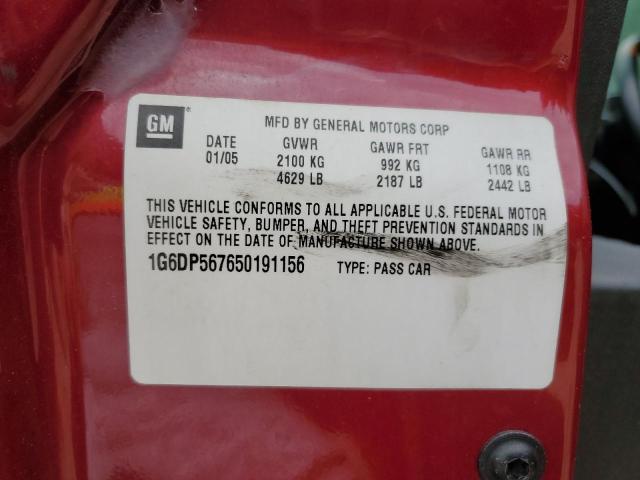 GM
MFD BY GENERAL MOTORS CORP
DATE GVWR GAWR FRT GAWR RR
01/05 2100 KG 992 KG 1108 KG
4629 LB 2187 LB 2442 LB
THIS VEHICLE CONFORMS TO ALL APPLICABLE U.S. FEDERAL MOTOR
VEHICLE SAFETY, BUMPER, AND THEFT PREVENTION STANDARDS IN
EFFECT ON THE DATE OF MANUFACTURE SHOWN ABOVE.
1G6DP567650191156 TYPE: PASS CAR